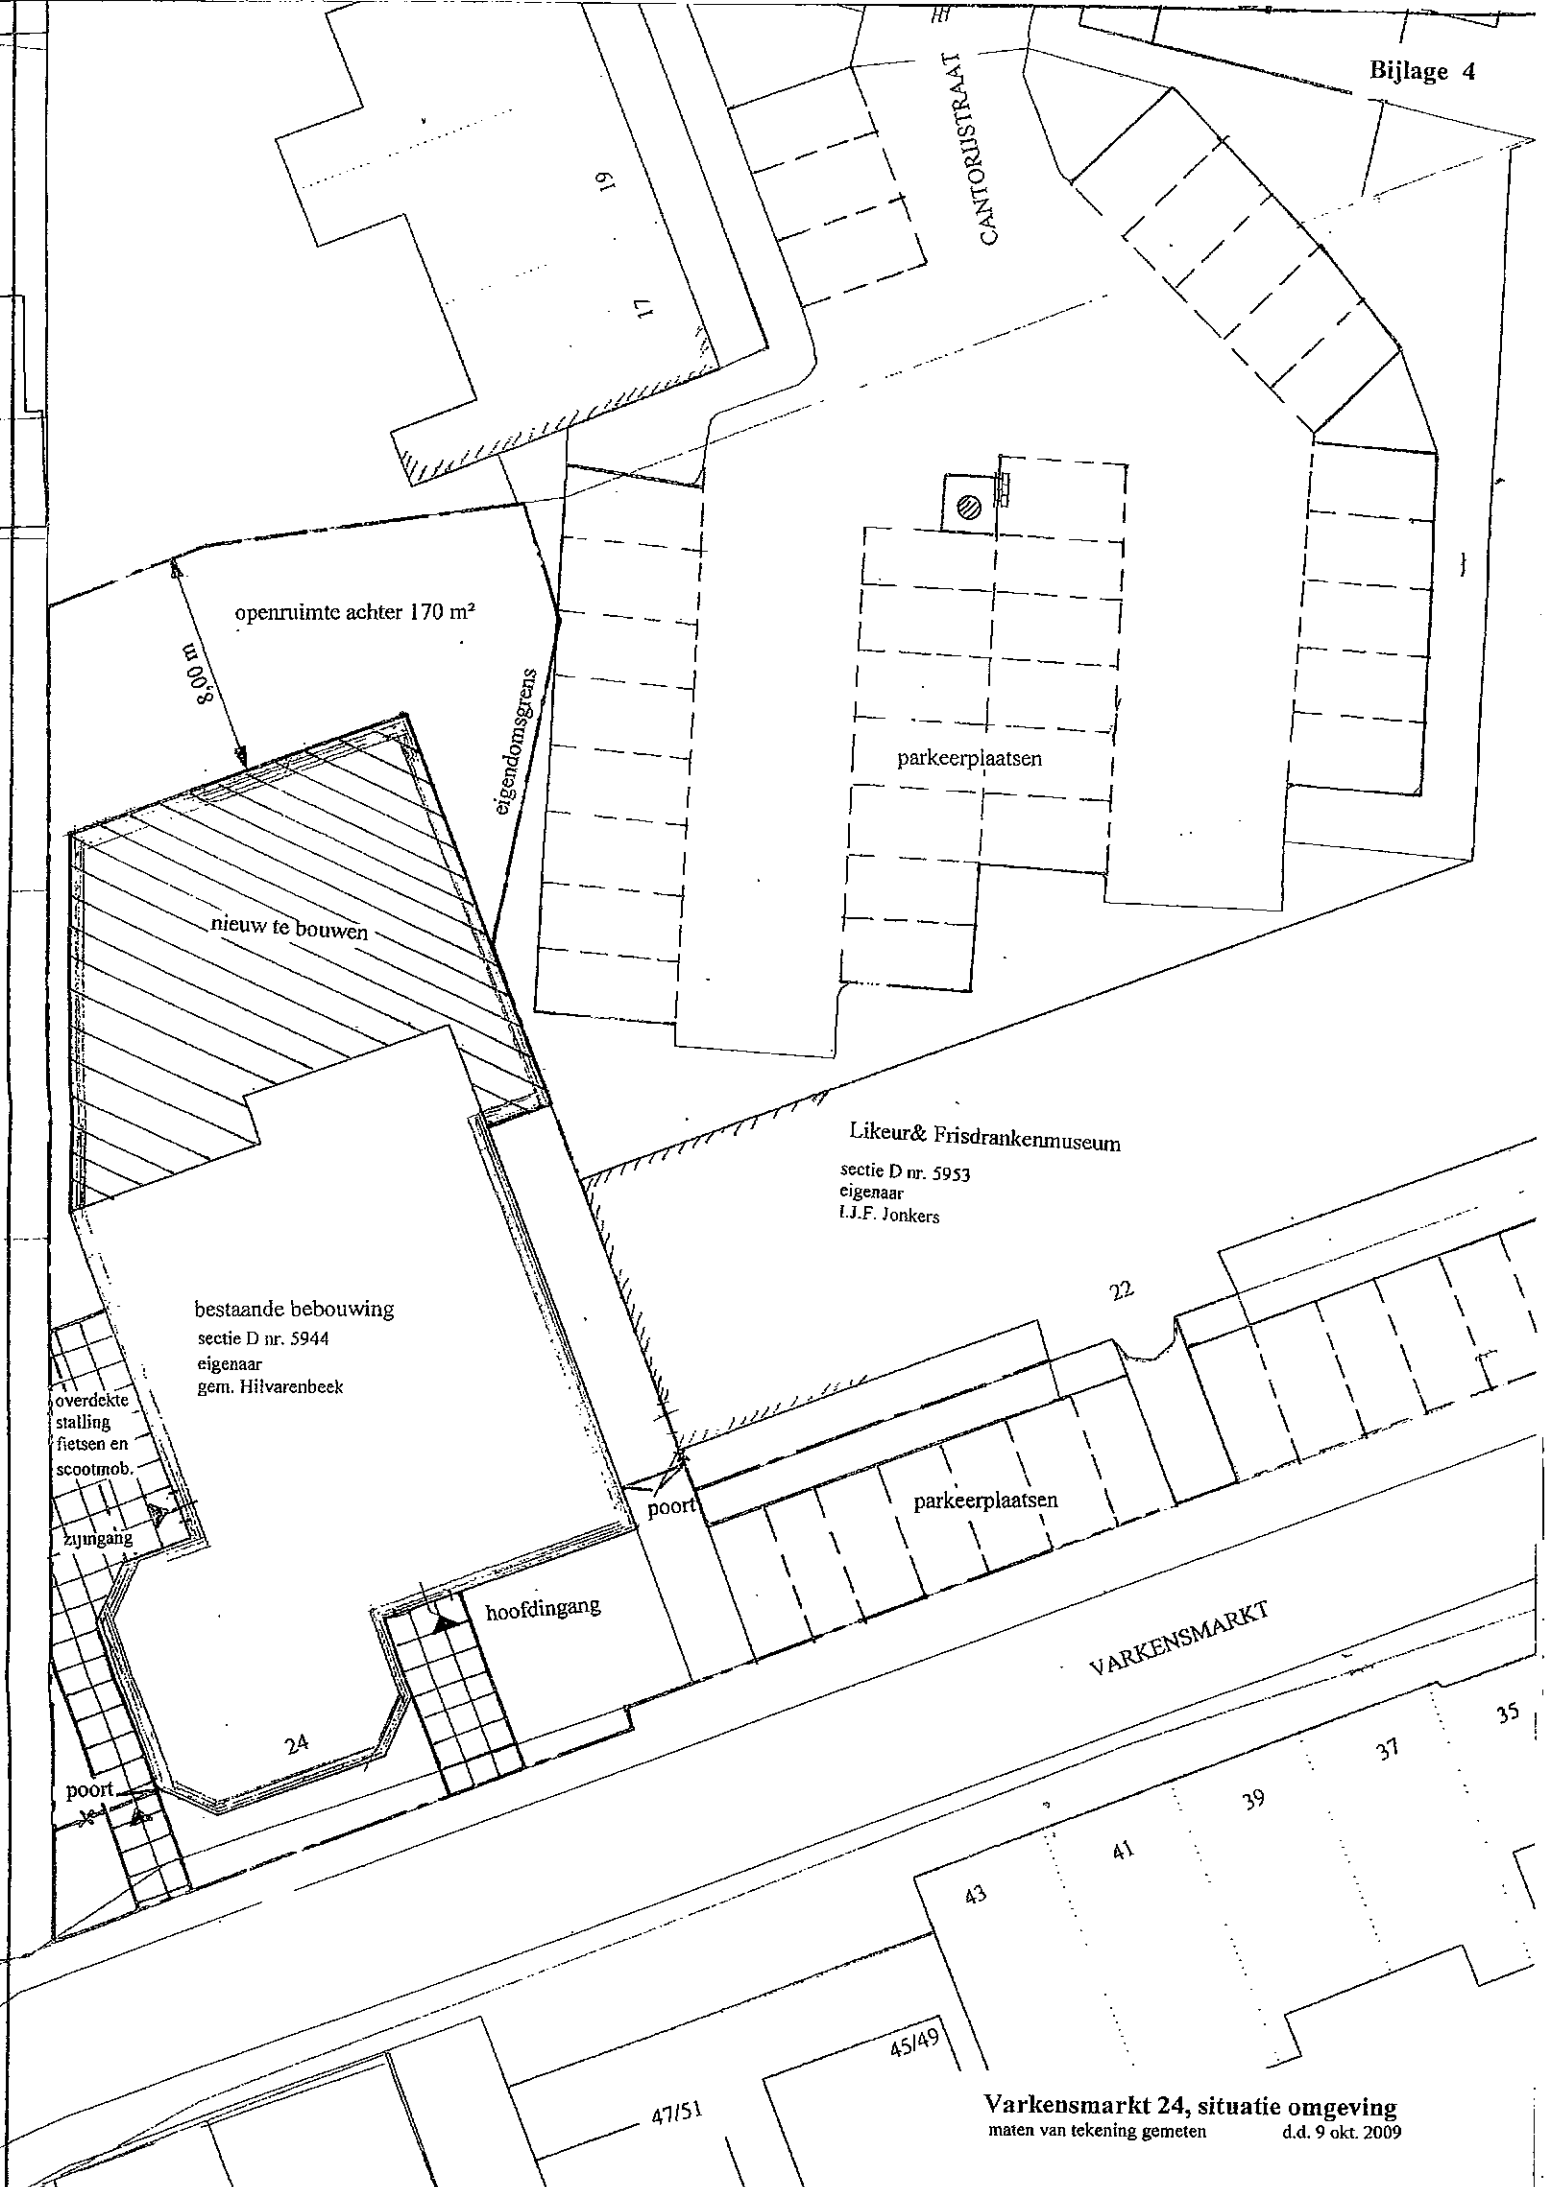 Bijlage 4
CANTORIJSTRAAT
19
17
openruimte achter 170 m²
8,00 m
eigendomsgrens
parkeerplaatsen
nieuw te bouwen
Likeur& Frisdrankenmuseum
sectie D nr. 5953
eigenaar
I.J.F. Jonkers
22
bestaande bebouwing
sectie D nr. 5944
eigenaar
gem. Hilvarenbeek
overdekte
stalling
fietsen en
scootmob.
zijingang
poort
parkeerplaatsen
hoofdingang
VARKENSMARKT
24
poort
35
37
39
41
43
45/49
47/51
Varkensmarkt 24, situatie omgeving
maten van tekening gemeten d.d. 9 okt. 2009